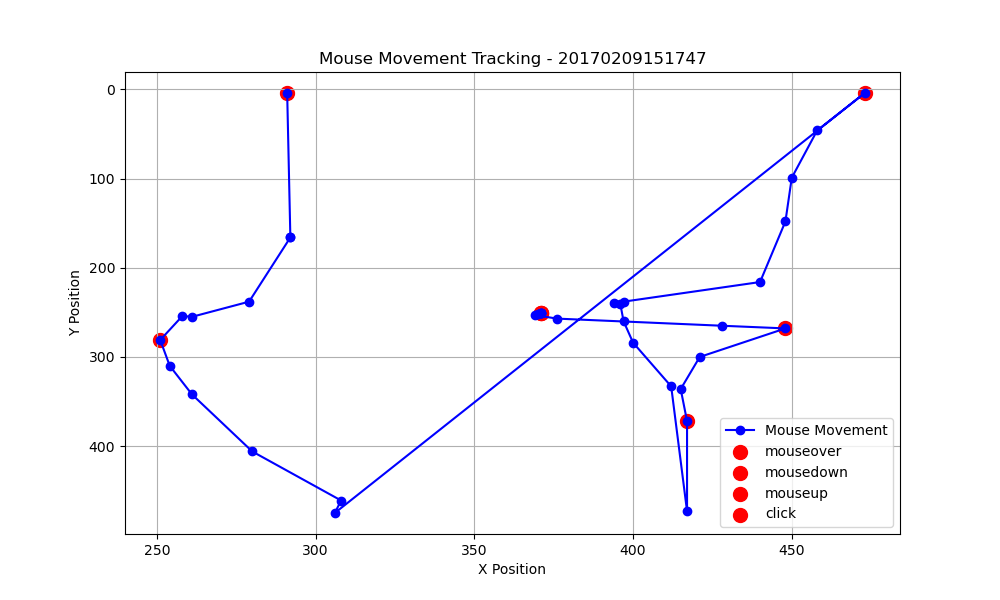 Mouse Movement Tracking - 20170209151747
Y Position
0
100
200
300
400
250
300
350
400
450
X Position
Mouse Movement
mouseover
mousedown
mouseup
click